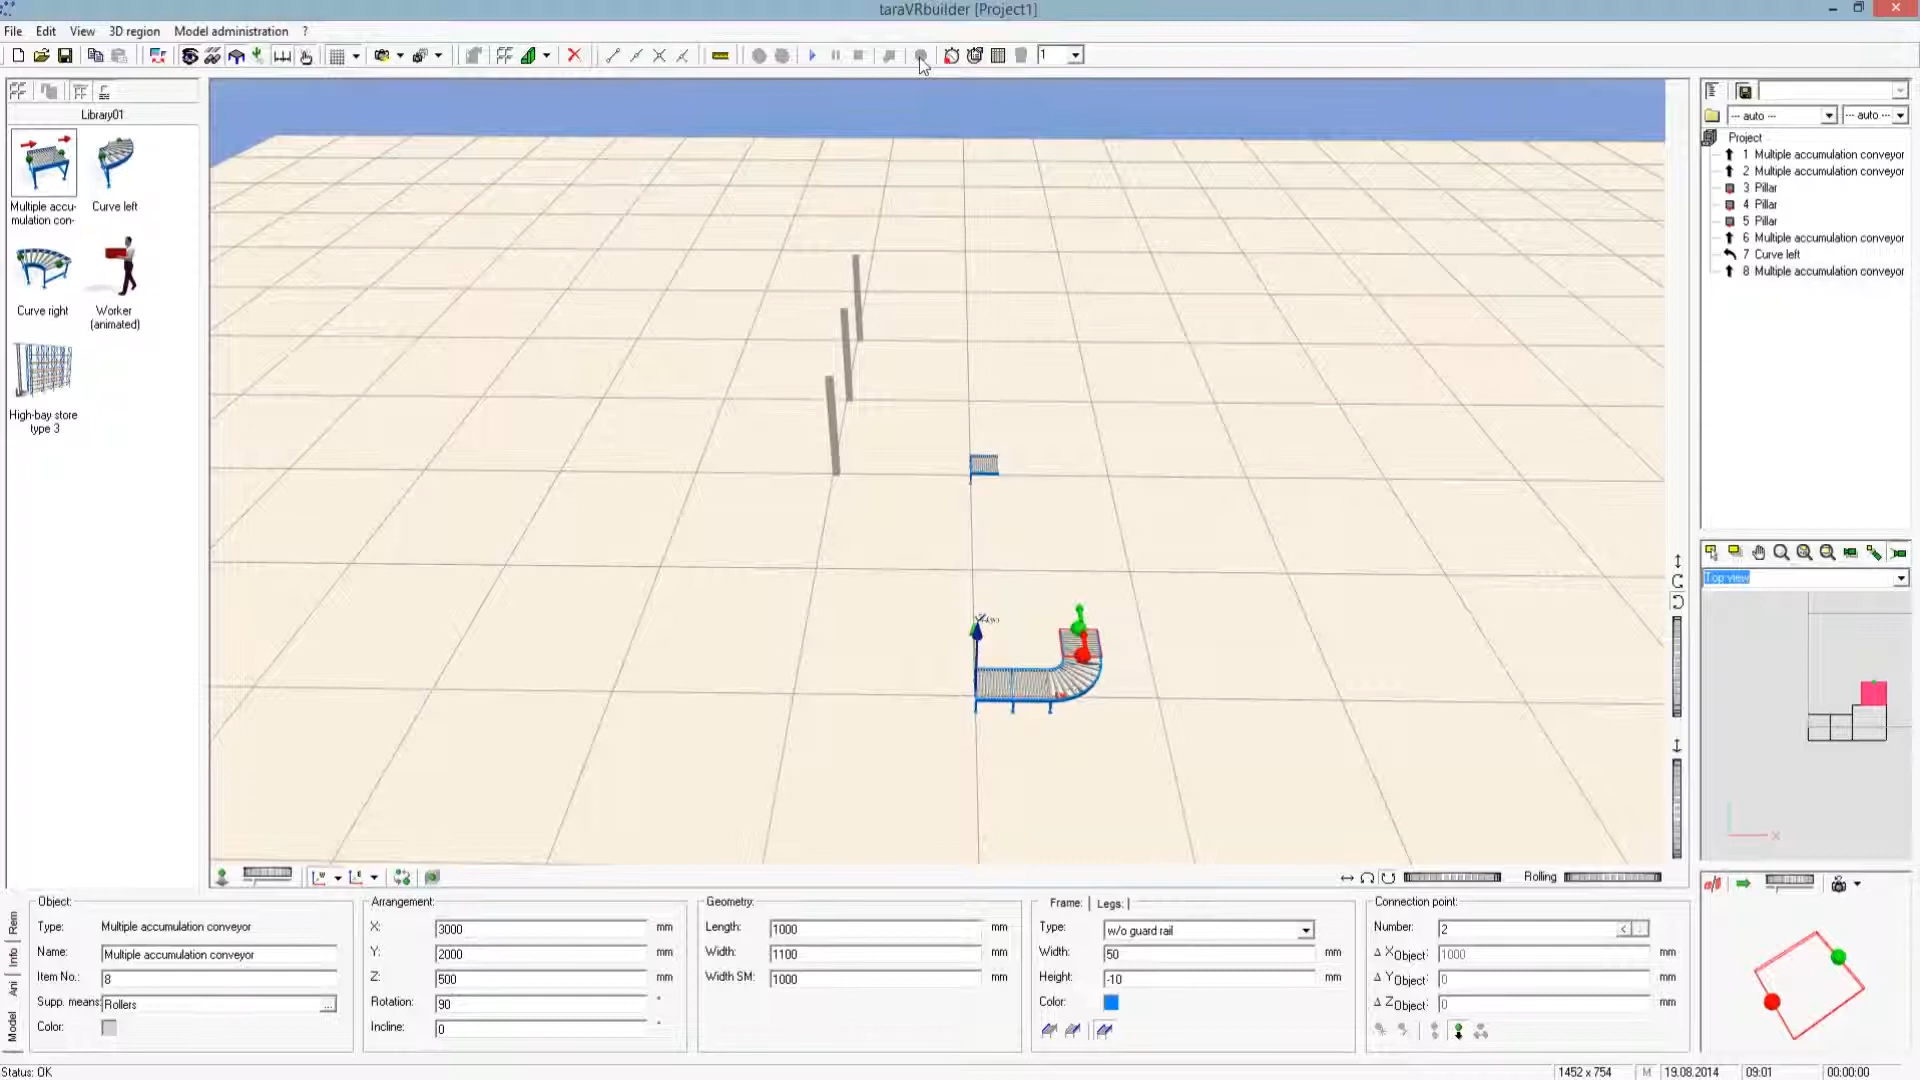 taraVRbuilder [Project1]
File Edit View 3D region Model administration ?
1
Library01
Multiple accu-
mulation con-
Curve left
Curve right
Worker
(animated)
High-bay store
type 3
-- auto --
-- auto --
Project
1 Multiple accumulation conveyor
2 Multiple accumulation conveyor
3 Pillar
4 Pillar
5 Pillar
6 Multiple accumulation conveyor
7 Curve left
8 Multiple accumulation conveyor
Top view
X
Rolling
Rem
Info
Ani
Model
Object:
Type: Multiple accumulation conveyor
Name: Multiple accumulation conveyor
Item No.: 8
Supp. means: Rollers ...
Color:
Arrangement:
X: 3000 mm
Y: 2000 mm
Z: 500 mm
Rotation: 90 °
Incline: 0 °
Geometry:
Length: 1000 mm
Width: 1100 mm
Width SM: 1000 mm
Frame: Legs:
Type: w/o guard rail
Width: 50 mm
Height: -10 mm
Color:
Connection point:
Number: 2
Δ XObject: 1000 mm
Δ YObject: 0 mm
Δ ZObject: 0 mm
Status: OK
1452 x 754 M 19.08.2014 09:01 00:00:00